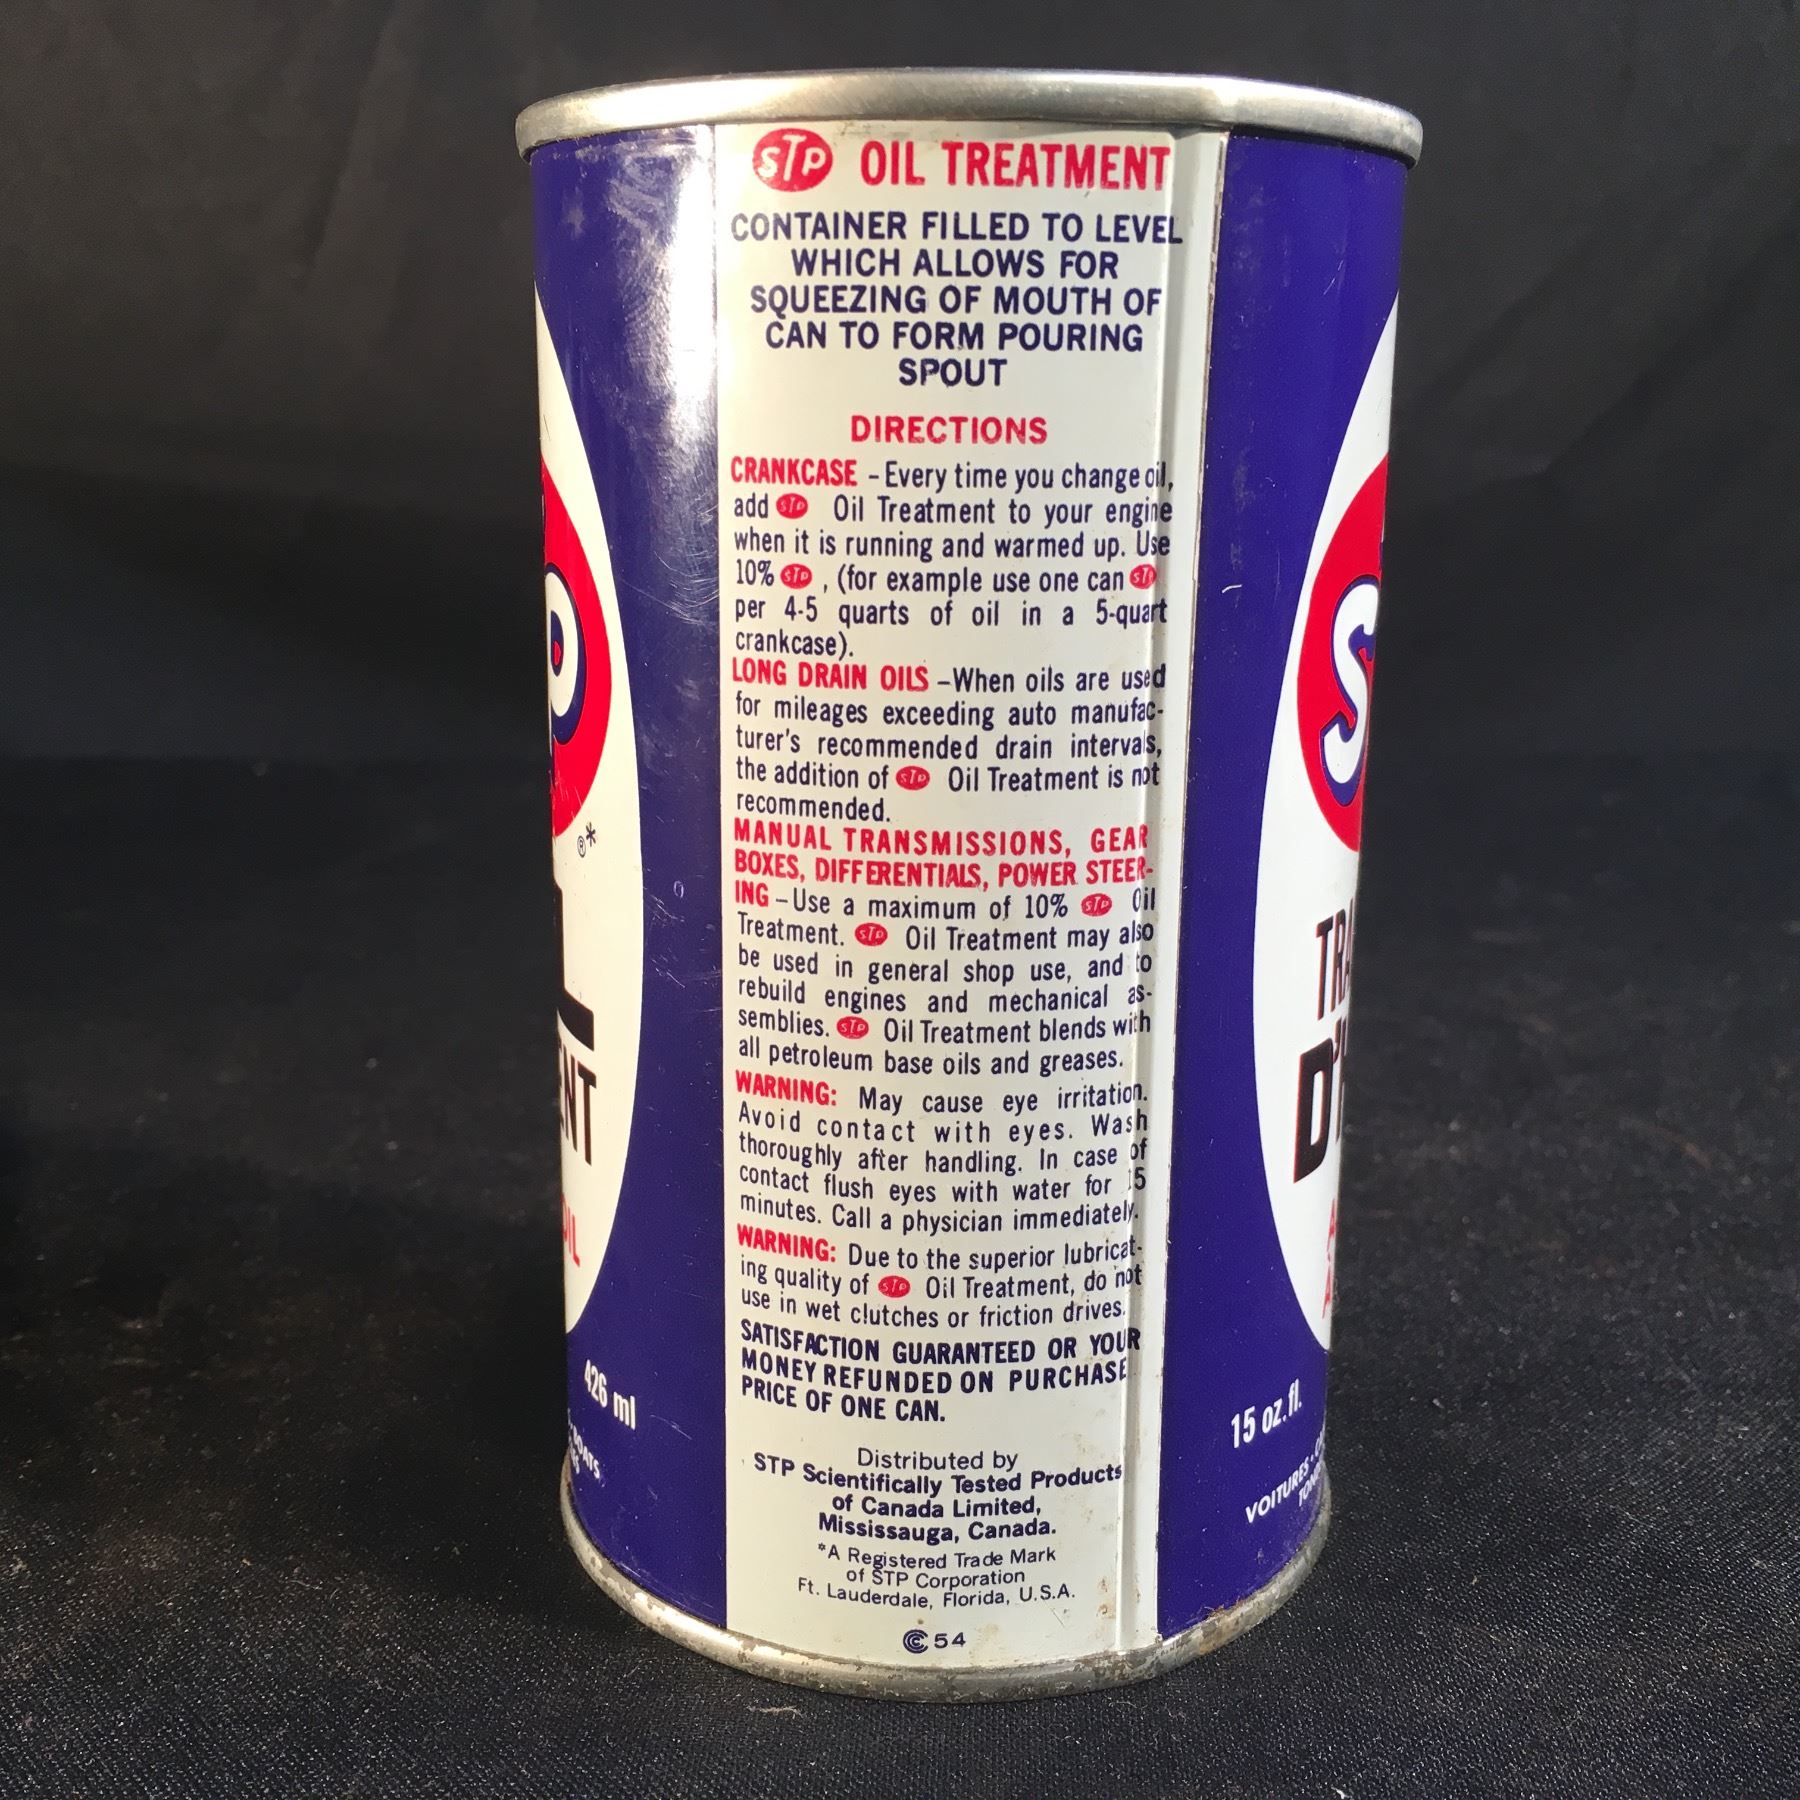 STP OIL TREATMENT
CONTAINER FILLED TO LEVEL
WHICH ALLOWS FOR
SQUEEZING OF MOUTH OF
CAN TO FORM POURING
SPOUT
DIRECTIONS
CRANKCASE - Every time you change oil,
add STP Oil Treatment to your engine
when it is running and warmed up. Use
10% STP , (for example use one can STP
per 4-5 quarts of oil in a 5-quart
crankcase).
LONG DRAIN OILS - When oils are used
for mileages exceeding auto manufac-
turer's recommended drain intervals,
the addition of STP Oil Treatment is not
recommended.
MANUAL TRANSMISSIONS, GEAR
BOXES, DIFFERENTIALS, POWER STEER-
ING - Use a maximum of 10% STP Oil
Treatment. STP Oil Treatment may also
be used in general shop use, and to
rebuild engines and mechanical as-
semblies. STP Oil Treatment blends with
all petroleum base oils and greases.
WARNING: May cause eye irritation.
Avoid contact with eyes. Wash
thoroughly after handling. In case of
contact flush eyes with water for 15
minutes. Call a physician immediately.
WARNING: Due to the superior lubricat-
ing quality of STP Oil Treatment, do not
use in wet clutches or friction drives.
SATISFACTION GUARANTEED OR YOUR
MONEY REFUNDED ON PURCHASE
PRICE OF ONE CAN.
Distributed by
STP Scientifically Tested Products
of Canada Limited,
Mississauga, Canada.
*A Registered Trade Mark
of STP Corporation
Ft. Lauderdale, Florida, U.S.A.
54
P
®*
L
ENT
OIL
426 ml
BOATS
S
TRA
D'
15 oz.fl.
VOITURES